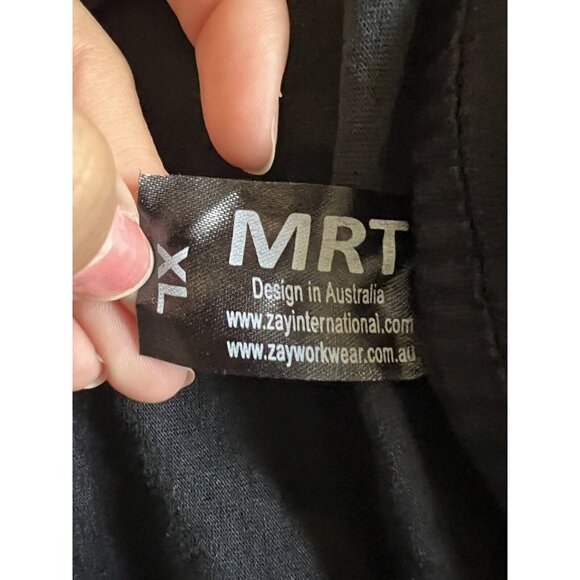 XL
MRT
Design in Australia
www.zayinternational.com
www.zayworkwear.com.au